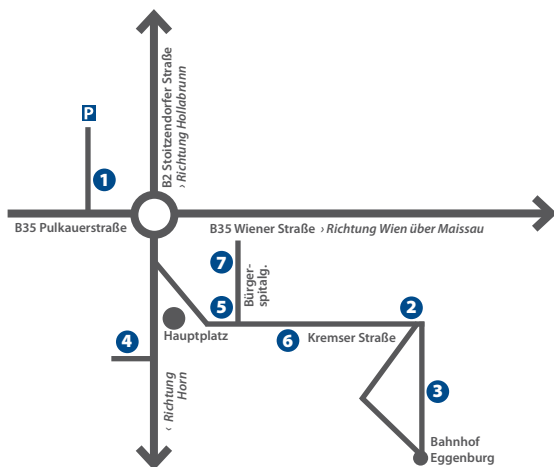 B2 Stoitzendorfer Straße
› Richtung Hollabrunn
P
1
B35 Pulkauerstraße
B35 Wiener Straße › Richtung Wien über Maissau
7
Bürger-
spitalg.
5
2
Hauptplatz
6
Kremser Straße
4
‹ Richtung
Horn
3
Bahnhof
Eggenburg